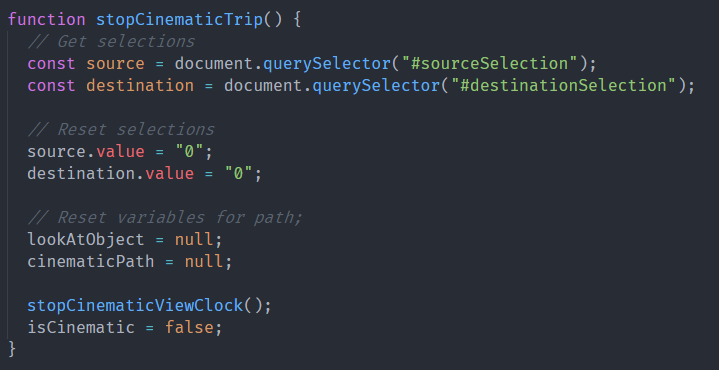 function stopCinematicTrip() {
// Get selections
const source = document.querySelector("#sourceSelection");
const destination = document.querySelector("#destinationSelection");
// Reset selections
source.value = "0";
destination.value = "0";
// Reset variables for path;
lookAtObject = null;
cinematicPath = null;
stopCinematicViewClock();
isCinematic = false;
}